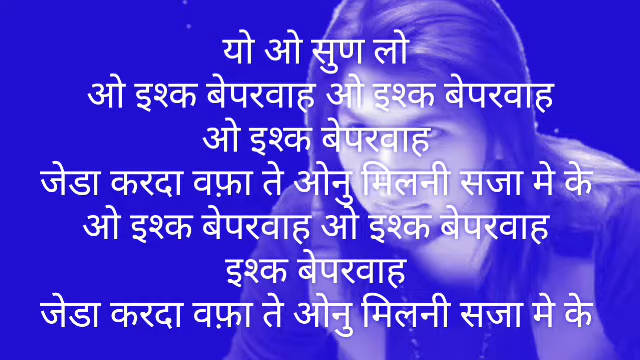 यो ओ सुण लो
ओ इश्क बेपरवाह ओ इश्क बेपरवाह
ओ इश्क बेपरवाह
जेडा करदा वफ़ा ते ओनु मिलनी सजा मे के
ओ इश्क बेपरवाह ओ इश्क बेपरवाह
इश्क बेपरवाह
जेडा करदा वफ़ा ते ओनु मिलनी सजा मे के